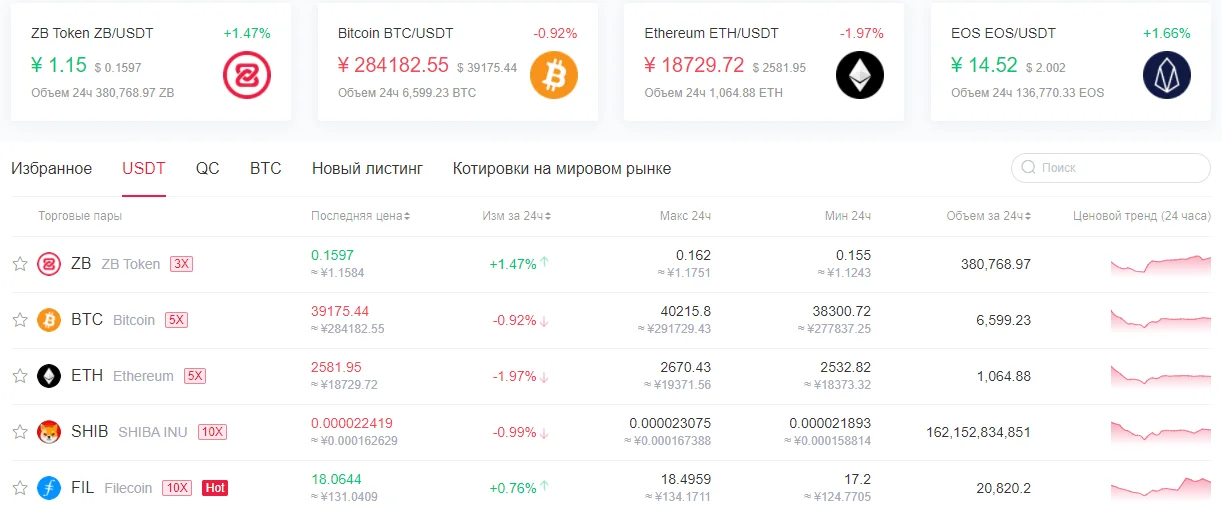 ZB Token ZB/USDT +1.47%
¥ 1.15 $ 0.1597
Объем 24ч 380,768.97 ZB
Bitcoin BTC/USDT -0.92%
¥ 284182.55 $ 39175.44
Объем 24ч 6,599.23 BTC
Ethereum ETH/USDT -1.97%
¥ 18729.72 $ 2581.95
Объем 24ч 1,064.88 ETH
EOS EOS/USDT +1.66%
¥ 14.52 $ 2.002
Объем 24ч 136,770.33 EOS
Избранное USDT QC BTC Новый листинг Котировки на мировом рынке Поиск
Торговые пары Последняя цена Изм за 24ч Макс 24ч Мин 24ч Объем за 24ч Ценовой тренд (24 часа)
ZB ZB Token 3X 0.1597 +1.47% 0.162 0.155 380,768.97
≈ ¥1.1584 ≈ ¥1.1751 ≈ ¥1.1243
BTC Bitcoin 5X 39175.44 -0.92% 40215.8 38300.72 6,599.23
≈ ¥284182.55 ≈ ¥291729.43 ≈ ¥277837.25
ETH Ethereum 5X 2581.95 -1.97% 2670.43 2532.82 1,064.88
≈ ¥18729.72 ≈ ¥19371.56 ≈ ¥18373.32
SHIB SHIBA INU 10X 0.000022419 -0.99% 0.000023075 0.000021893 162,152,834,851
≈ ¥0.000162629 ≈ ¥0.000167388 ≈ ¥0.000158814
FIL Filecoin 10X Hot 18.0644 +0.76% 18.4959 17.2 20,820.2
≈ ¥131.0409 ≈ ¥134.1711 ≈ ¥124.7705